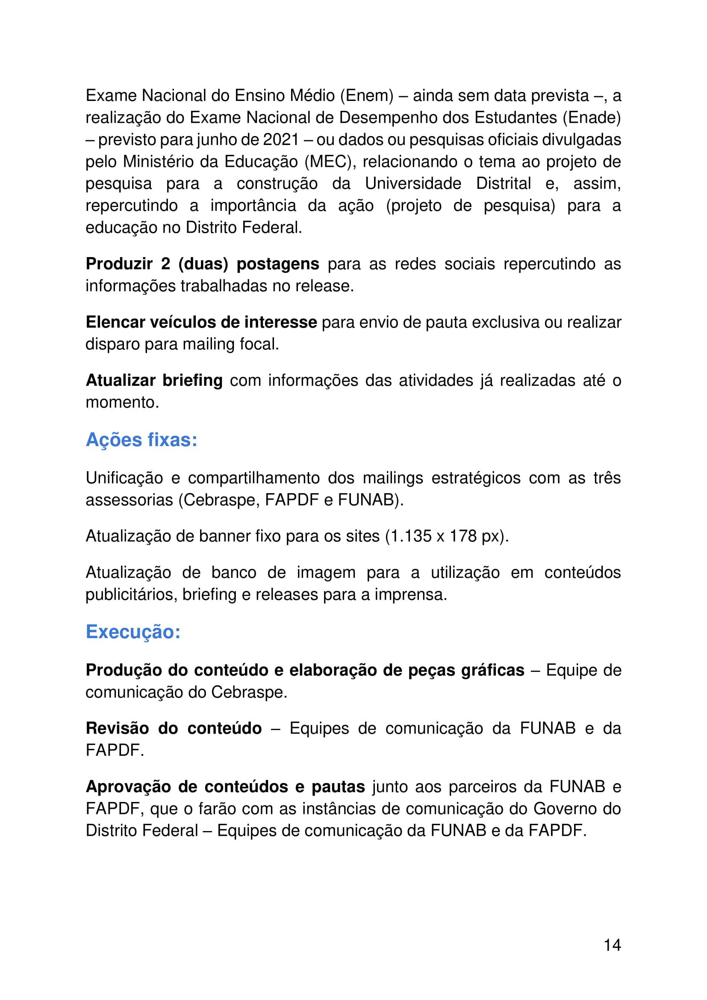 Exame Nacional do Ensino Médio (Enem) – ainda sem data prevista –, a
realização do Exame Nacional de Desempenho dos Estudantes (Enade)
– previsto para junho de 2021 – ou dados ou pesquisas oficiais divulgadas
pelo Ministério da Educação (MEC), relacionando o tema ao projeto de
pesquisa para a construção da Universidade Distrital e, assim,
repercutindo a importância da ação (projeto de pesquisa) para a
educação no Distrito Federal.
Produzir 2 (duas) postagens para as redes sociais repercutindo as
informações trabalhadas no release.
Elencar veículos de interesse para envio de pauta exclusiva ou realizar
disparo para mailing focal.
Atualizar briefing com informações das atividades já realizadas até o
momento.
Ações fixas:
Unificação e compartilhamento dos mailings estratégicos com as três
assessorias (Cebraspe, FAPDF e FUNAB).
Atualização de banner fixo para os sites (1.135 x 178 px).
Atualização de banco de imagem para a utilização em conteúdos
publicitários, briefing e releases para a imprensa.
Execução:
Produção do conteúdo e elaboração de peças gráficas – Equipe de
comunicação do Cebraspe.
Revisão do conteúdo – Equipes de comunicação da FUNAB e da
FAPDF.
Aprovação de conteúdos e pautas junto aos parceiros da FUNAB e
FAPDF, que o farão com as instâncias de comunicação do Governo do
Distrito Federal – Equipes de comunicação da FUNAB e da FAPDF.
14